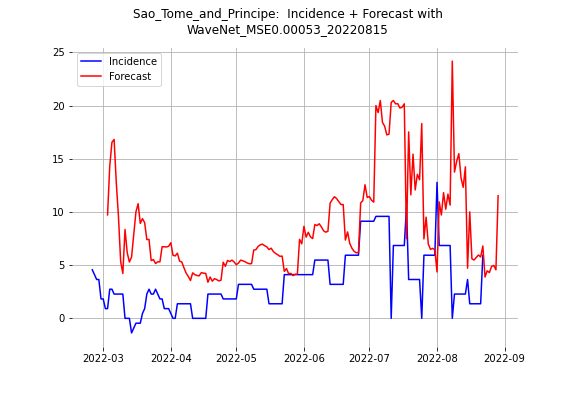 Sao_Tome_and_Principe:  Incidence + Forecast with
WaveNet_MSE0.00053_20220815
25
20
15
10
5
0
Incidence
Forecast
2022-03 2022-04 2022-05 2022-06 2022-07 2022-08 2022-09